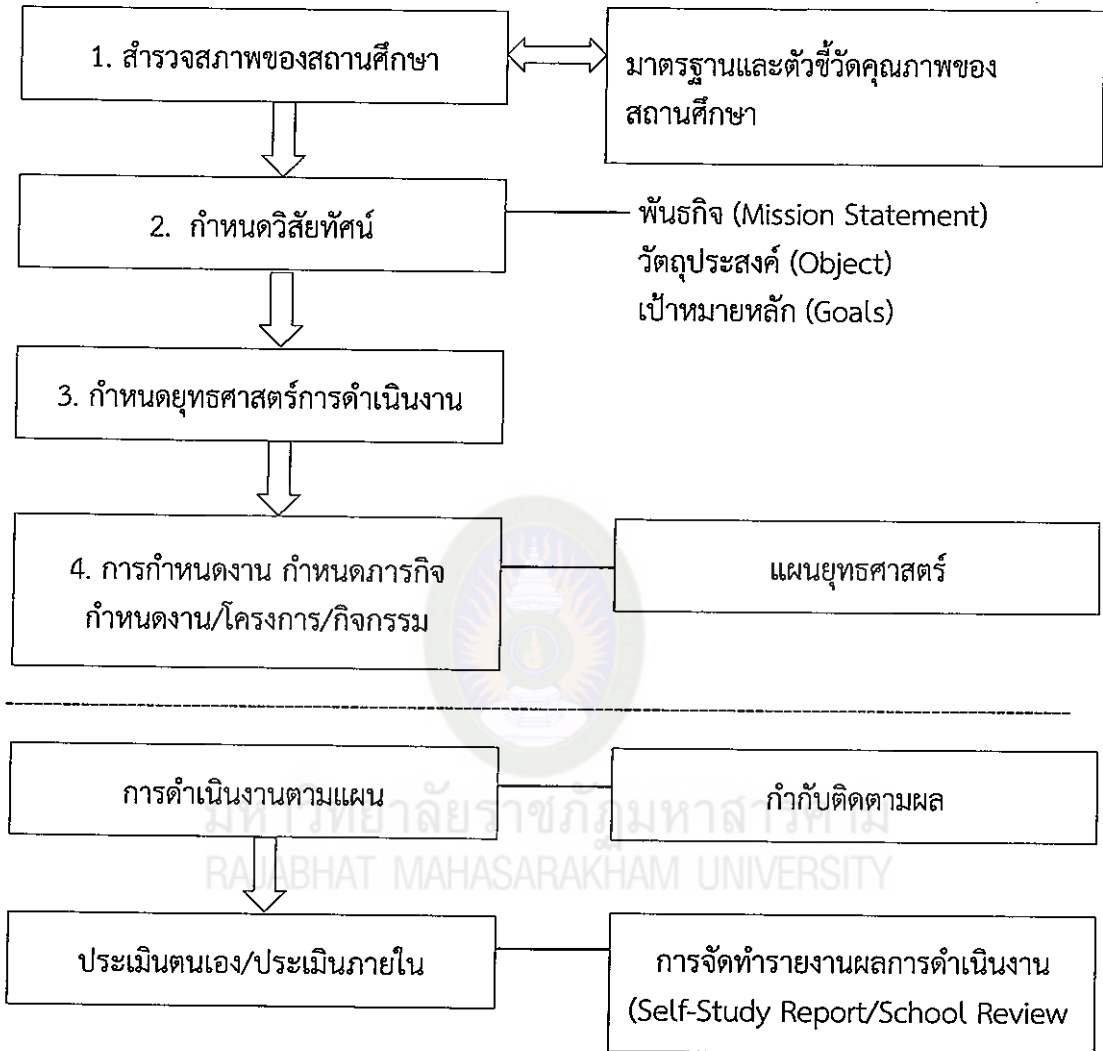 1. สำรวจสภาพของสถานศึกษา
มาตรฐานและตัวชี้วัดคุณภาพของ
สถานศึกษา
2. กำหนดวิสัยทัศน์
พันธกิจ (Mission Statement)
วัตถุประสงค์ (Object)
เป้าหมายหลัก (Goals)
3. กำหนดยุทธศาสตร์การดำเนินงาน
4. การกำหนดงาน กำหนดภารกิจ
กำหนดงาน/โครงการ/กิจกรรม
แผนยุทธศาสตร์
การดำเนินงานตามแผน
กำกับติดตามผล
มหาวิทยาลัยราชภัฏมหาสารคาม
RAJABHAT MAHASARAKHAM UNIVERSITY
ประเมินตนเอง/ประเมินภายใน
การจัดทำรายงานผลการดำเนินงาน
(Self-Study Report/School Review